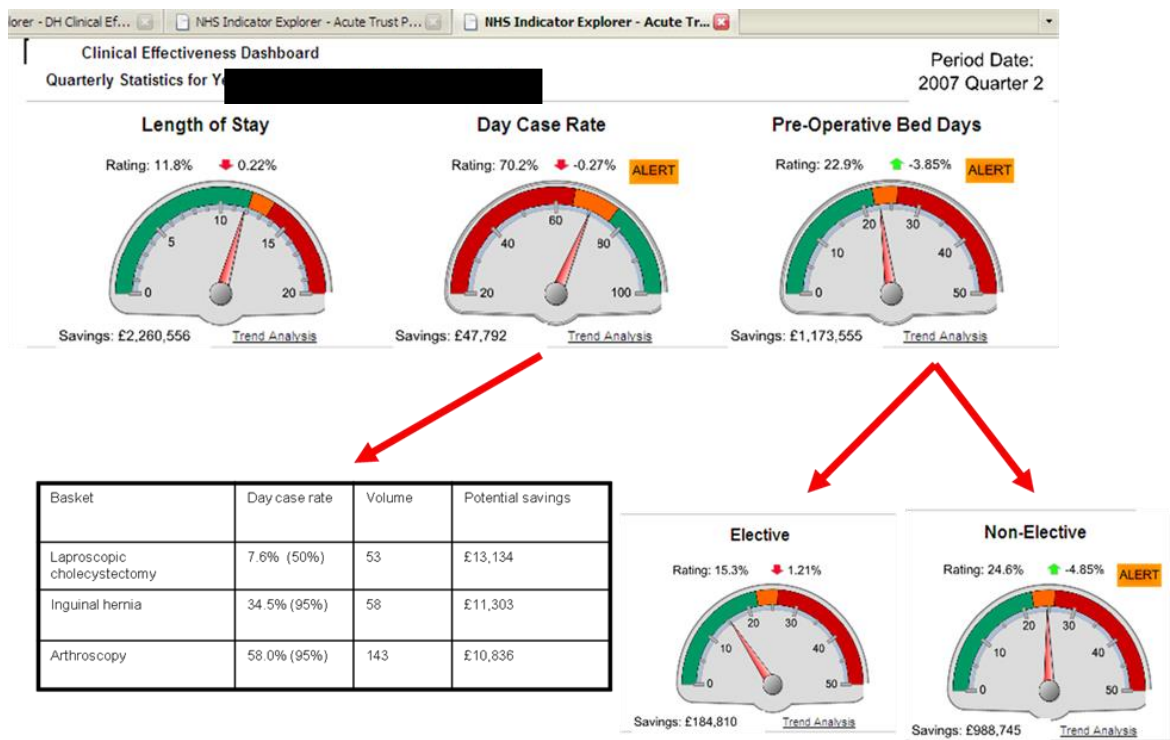 lorer - DH Clinical Ef...
NHS Indicator Explorer - Acute Trust P...
NHS Indicator Explorer - Acute Tr...
Clinical Effectiveness Dashboard
Quarterly Statistics for
Period Date:
2007 Quarter 2
Length of Stay
Day Case Rate
Pre-Operative Bed Days
Rating: 11.8% 0.22%
Rating: 70.2% -0.27% ALERT
Rating: 22.9% -3.85% ALERT
0 5 10 15 20
20 40 60 80 100
0 10 20 30 40 50
Savings: £2,260,556 Trend Analysis
Savings: £47,792 Trend Analysis
Savings: £1,173,555 Trend Analysis
Basket Day case rate Volume Potential savings
Laproscopic
cholecystectomy 7.6% (50%) 53 £13,134
Inguinal hernia 34.5% (95%) 58 £11,303
Arthroscopy 58.0% (95%) 143 £10,836
Elective
Rating: 15.3% 1.21%
0 10 20 30 40 50
Savings: £184,810 Trend Analysis
Non-Elective
Rating: 24.6% -4.85% ALERT
0 10 20 30 40 50
Savings: £988,745 Trend Analysis